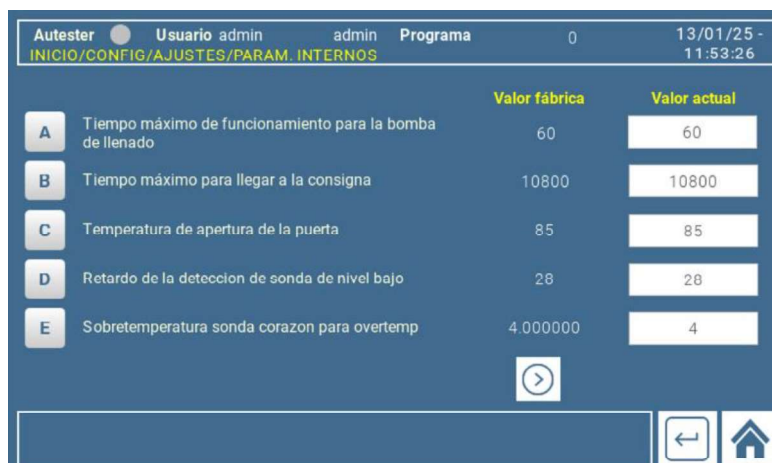 Autester Usuario admin admin Programa 0 13/01/25 -
INICIO/CONFIG/AJUSTES/PARAM. INTERNOS 11:53:26
Valor fábrica Valor actual
A Tiempo máximo de funcionamiento para la bomba
de llenado 60 60
B Tiempo máximo para llegar a la consigna 10800 10800
C Temperatura de apertura de la puerta 85 85
D Retardo de la deteccion de sonda de nivel bajo 28 28
E Sobretemperatura sonda corazon para overtemp 4.000000 4